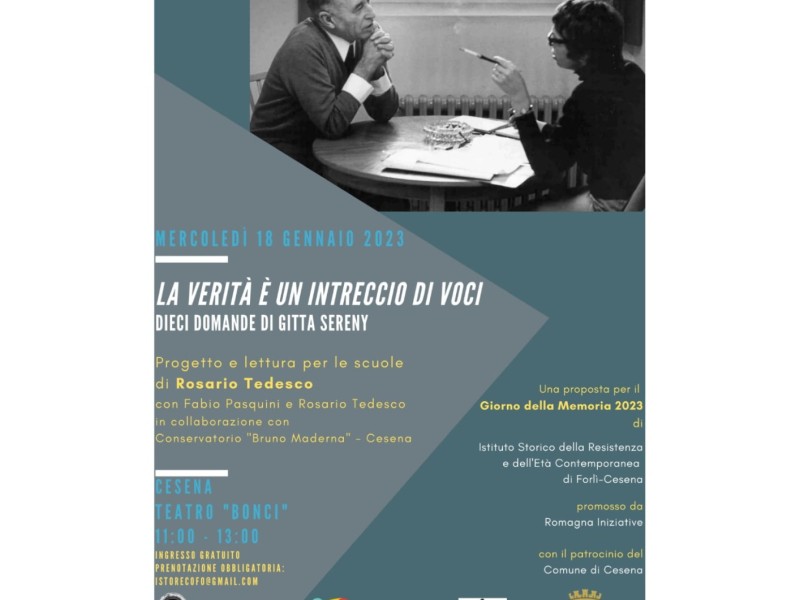 MERCOLEDÌ 18 GENNAIO 2023
LA VERITÀ È UN INTRECCIO DI VOCI
DIECI DOMANDE DI GITTA SERENY
Progetto e lettura per le scuole
di Rosario Tedesco
con Fabio Pasquini e Rosario Tedesco
in collaborazione con
Conservatorio "Bruno Maderna" - Cesena
CESENA
TEATRO "BONCI"
11:00 - 13:00
INGRESSO GRATUITO
PRENOTAZIONE OBBLIGATORIA:
ISTORECOFO@GMAIL.COM
Una proposta per il
Giorno della Memoria 2023
di
Istituto Storico della Resistenza
e dell'Età Contemporanea
di Forlì-Cesena
promosso da
Romagna Iniziative
con il patrocinio del
Comune di Cesena